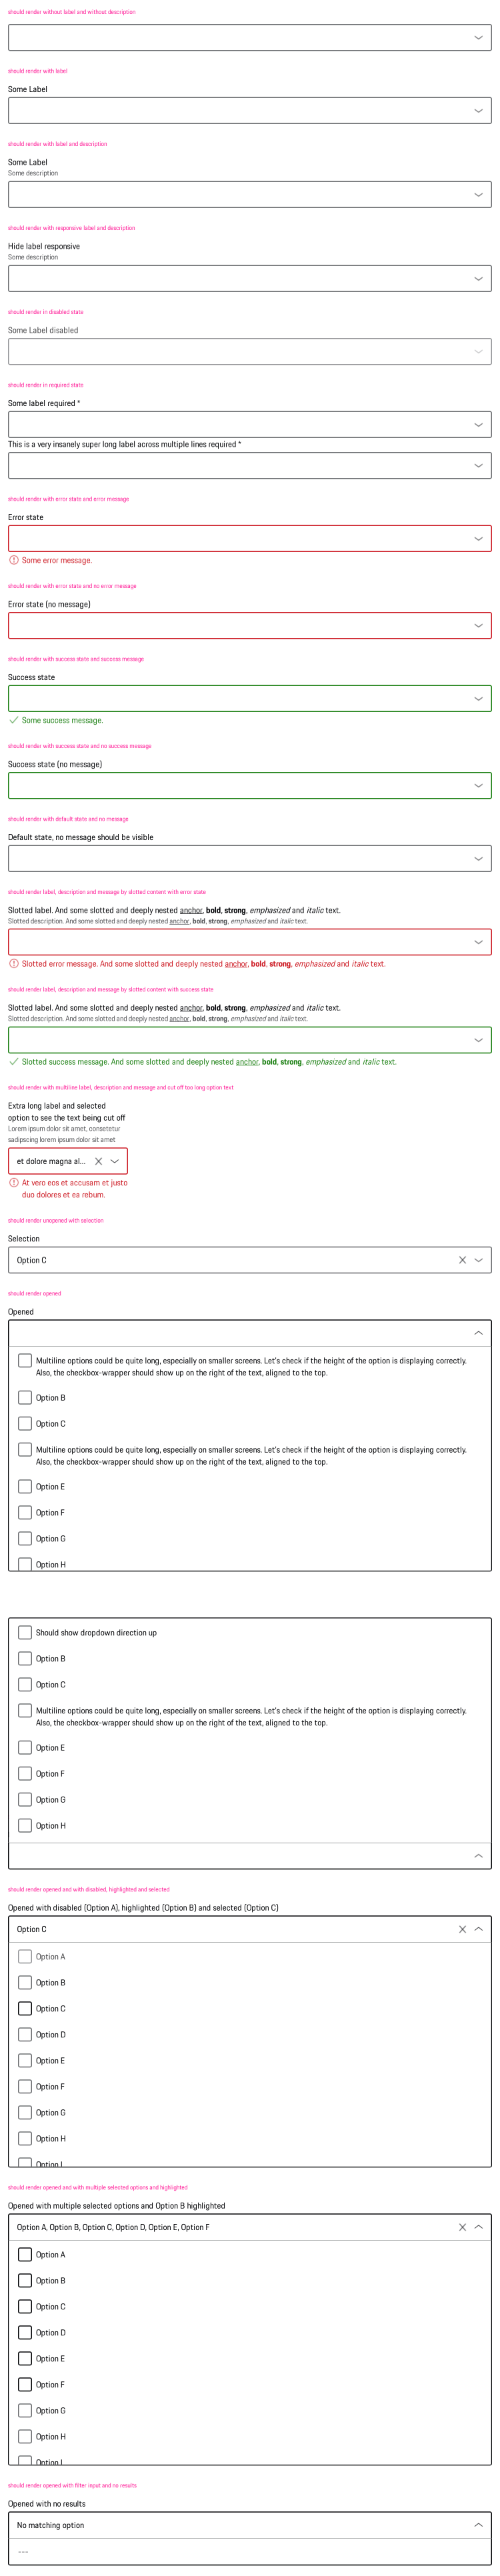 should render without label and without description
should render with label
Some Label
should render with label and description
Some Label
Some description
should render with responsive label and description
Hide label responsive
Some description
should render in disabled state
Some Label disabled
should render in required state
Some label required *
This is a very insanely super long label across multiple lines required *
should render with error state and error message
Error state
Some error message.
should render with error state and no error message
Error state (no message)
should render with success state and success message
Success state
Some success message.
should render with success state and no success message
Success state (no message)
should render with default state and no message
Default state, no message should be visible
should render label, description and message by slotted content with error state
Slotted label. And some slotted and deeply nested anchor, bold, strong, emphasized and italic text.
Slotted description. And some slotted and deeply nested anchor, bold, strong, emphasized and italic text.
Slotted error message. And some slotted and deeply nested anchor, bold, strong, emphasized and italic text.
should render label, description and message by slotted content with success state
Slotted label. And some slotted and deeply nested anchor, bold, strong, emphasized and italic text.
Slotted description. And some slotted and deeply nested anchor, bold, strong, emphasized and italic text.
Slotted success message. And some slotted and deeply nested anchor, bold, strong, emphasized and italic text.
should render with multiline label, description and message and cut off too long option text
Extra long label and selected
option to see the text being cut off
Lorem ipsum dolor sit amet, consetetur
sadipscing lorem ipsum dolor sit amet
et dolore magna al...
At vero eos et accusam et justo
duo dolores et ea rebum.
should render unopened with selection
Selection
Option C
should render opened
Opened
Multiline options could be quite long, especially on smaller screens. Let's check if the height of the option is displaying correctly.
Also, the checkbox-wrapper should show up on the right of the text, aligned to the top.
Option B
Option C
Multiline options could be quite long, especially on smaller screens. Let's check if the height of the option is displaying correctly.
Also, the checkbox-wrapper should show up on the right of the text, aligned to the top.
Option E
Option F
Option G
Option H
Should show dropdown direction up
Option B
Option C
Multiline options could be quite long, especially on smaller screens. Let's check if the height of the option is displaying correctly.
Also, the checkbox-wrapper should show up on the right of the text, aligned to the top.
Option E
Option F
Option G
Option H
should render opened and with disabled, highlighted and selected
Opened with disabled (Option A), highlighted (Option B) and selected (Option C)
Option C
Option A
Option B
Option C
Option D
Option E
Option F
Option G
Option H
Option I
should render opened and with multiple selected options and highlighted
Opened with multiple selected options and Option B highlighted
Option A, Option B, Option C, Option D, Option E, Option F
Option A
Option B
Option C
Option D
Option E
Option F
Option G
Option H
Option I
should render opened with filter input and no results
Opened with no results
No matching option
---